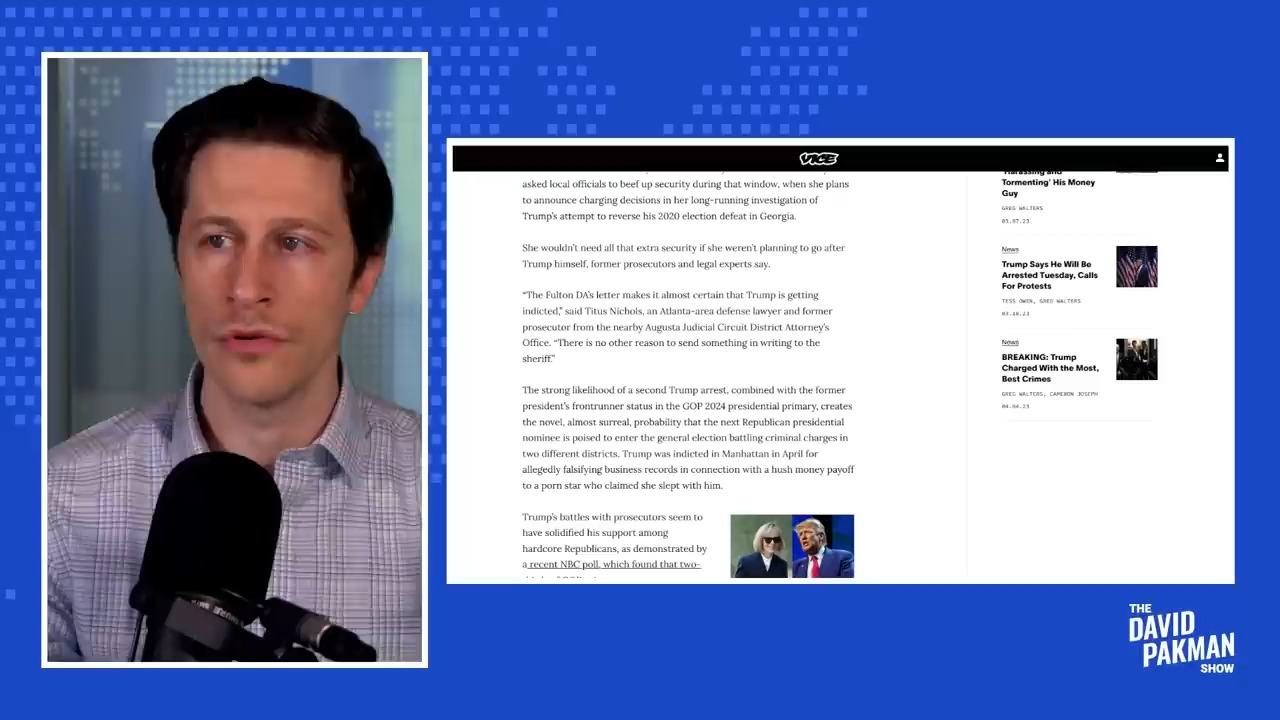 VICE
asked local officials to beef up security during that window, when she plans
to announce charging decisions in her long-running investigation of
Trump’s attempt to reverse his 2020 election defeat in Georgia.
She wouldn’t need all that extra security if she weren’t planning to go after
Trump himself, former prosecutors and legal experts say.
“The Fulton DA’s letter makes it almost certain that Trump is getting
indicted,” said Titus Nichols, an Atlanta-area defense lawyer and former
prosecutor from the nearby Augusta Judicial Circuit District Attorney’s
Office. “There is no other reason to send something in writing to the
sheriff.”
The strong likelihood of a second Trump arrest, combined with the former
president’s frontrunner status in the GOP 2024 presidential primary, creates
the novel, almost surreal, probability that the next Republican presidential
nominee is poised to enter the general election battling criminal charges in
two different districts. Trump was indicted in Manhattan in April for
allegedly falsifying business records in connection with a hush money payoff
to a porn star who claimed she slept with him.
Trump’s battles with prosecutors seem to
have solidified his support among
hardcore Republicans, as demonstrated by
a recent NBC poll, which found that two-
‘Harassing and
Tormenting’ His Money
Guy
GREG WALTERS
03.07.23
News
Trump Says He Will Be
Arrested Tuesday, Calls
For Protests
TESS OWEN, GREG WALTERS
03.18.23
News
BREAKING: Trump
Charged With the Most,
Best Crimes
GREG WALTERS, CAMERON JOSEPH
04.04.23
THE
DAVID
PAKMAN
SHOW